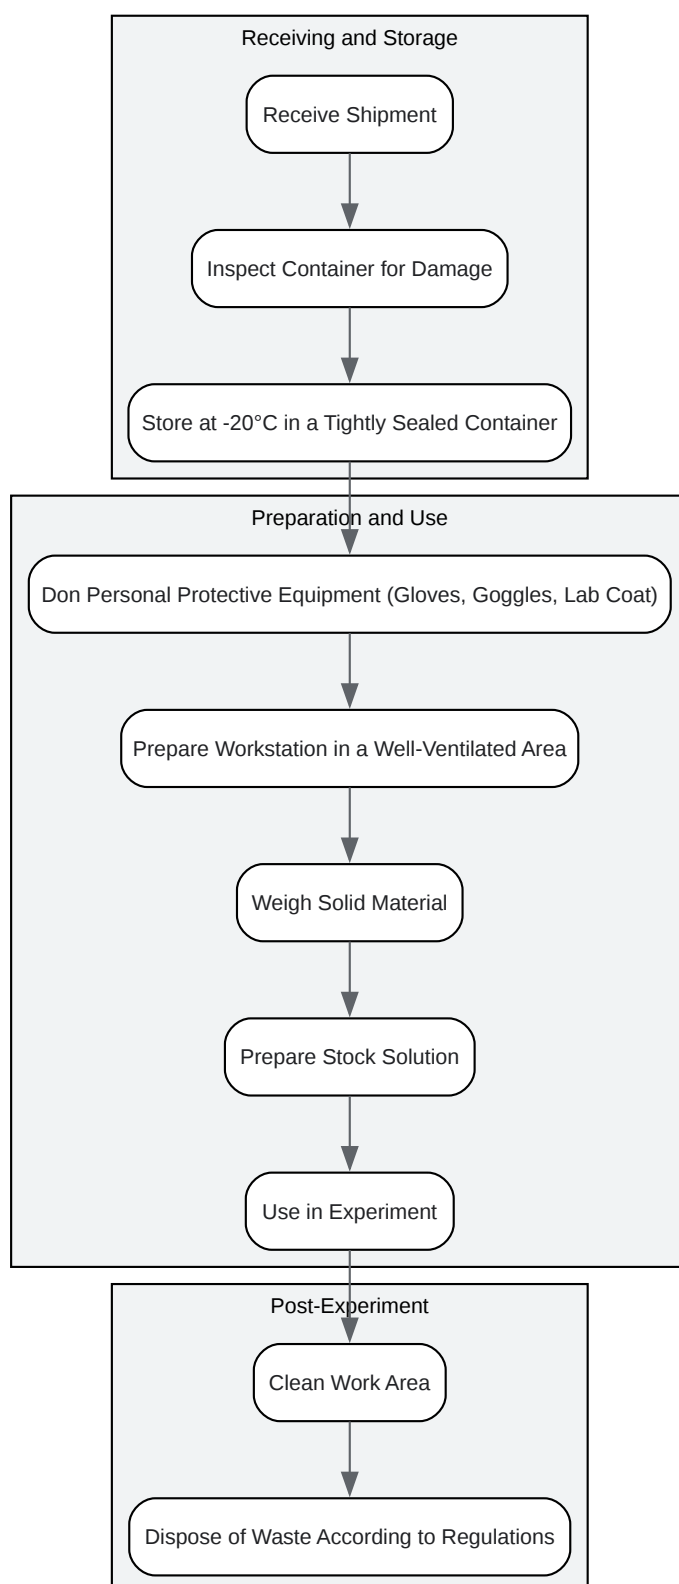 Receiving and Storage
Receive Shipment
Inspect Container for Damage
Store at -20°C in a Tightly Sealed Container
Preparation and Use
Don Personal Protective Equipment (Gloves, Goggles, Lab Coat)
Prepare Workstation in a Well-Ventilated Area
Weigh Solid Material
Prepare Stock Solution
Use in Experiment
Post-Experiment
Clean Work Area
Dispose of Waste According to Regulations